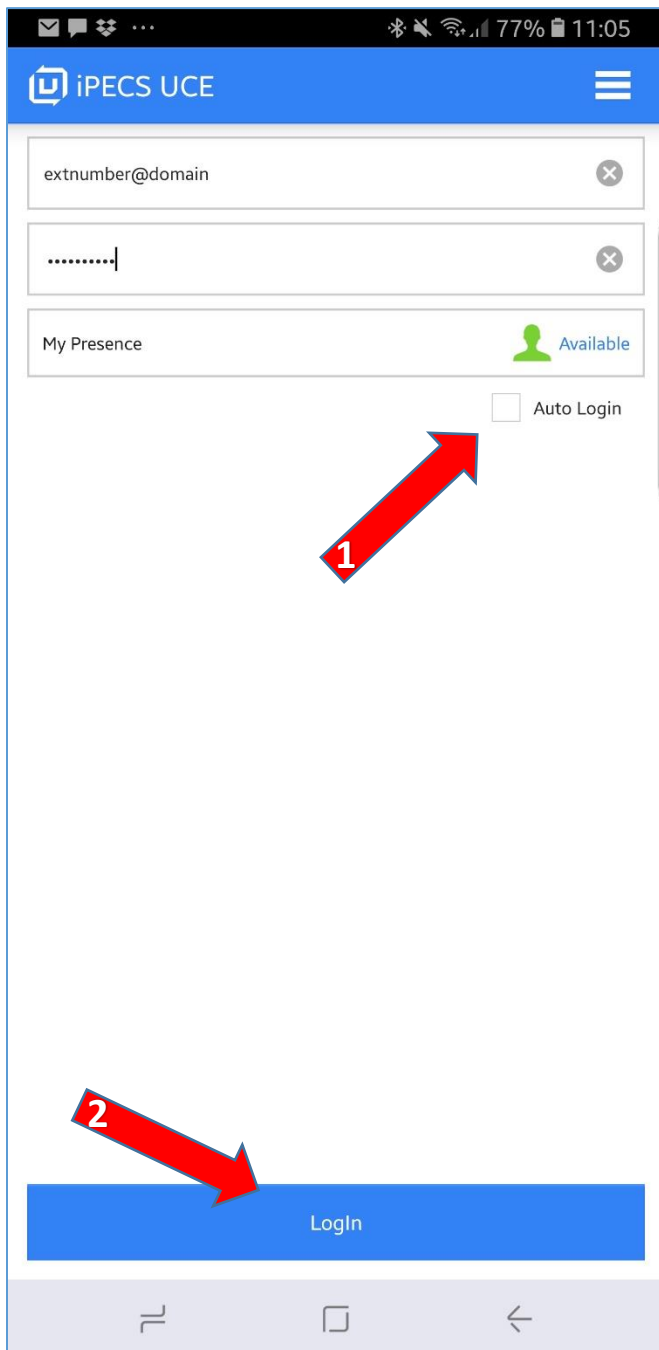 77% 11:05
iPECS UCE
extnumber@domain
..........
My Presence Available
Auto Login
1
2
LogIn